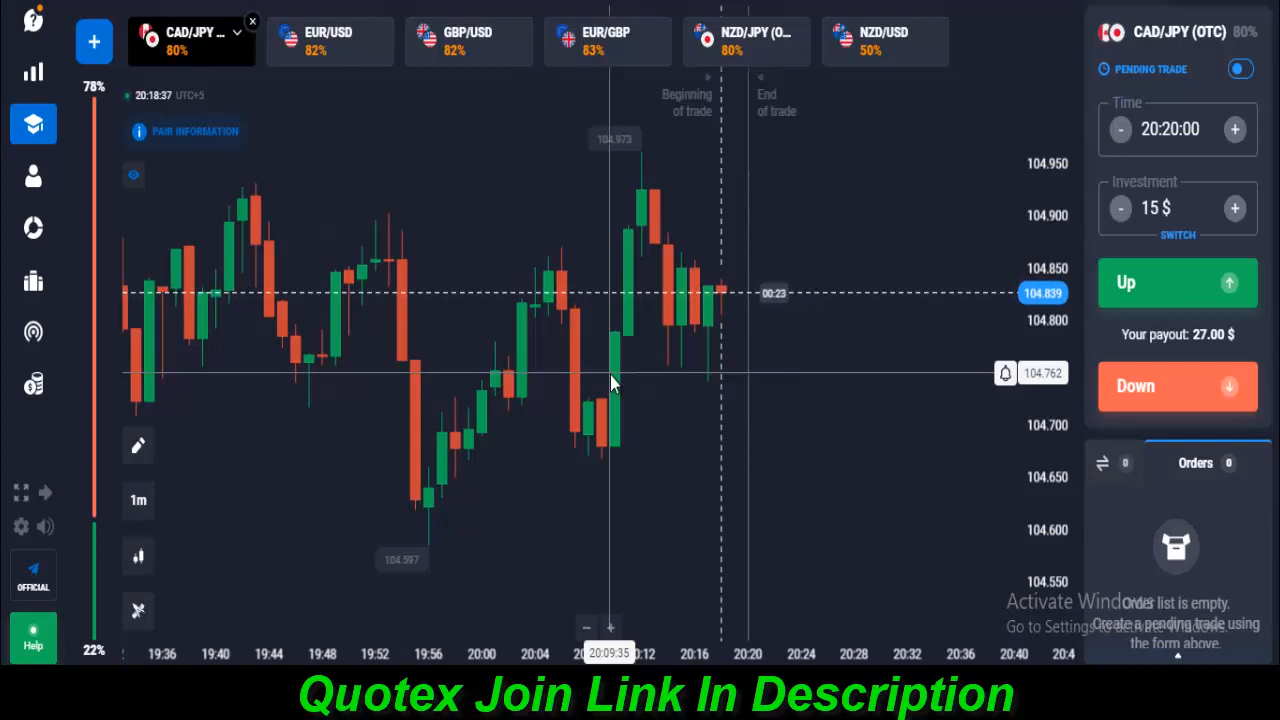 CAD/JPY ...
80%
EUR/USD
82%
GBP/USD
82%
EUR/GBP
83%
NZD/JPY (O...
80%
NZD/USD
50%
CAD/JPY (OTC) 80%
PENDING TRADE
Time
- 20:20:00 +
Investment
- 15 $ +
SWITCH
Up
Your payout: 27.00 $
Down
0
Orders 0
Order list is empty.
Create a pending trade using
the form above.
Activate Windows
Go to Settings to activate Windows.
78%
20:18:37 UTC+5
PAIR INFORMATION
Beginning
of trade
End
of trade
104.973
104.950
104.900
104.850
00:23
104.839
104.800
104.762
104.700
104.650
104.600
104.597
104.550
1m
OFFICIAL
Help
22%
19:36 19:40 19:44 19:48 19:52 19:56 20:00 20:04 20:09:35 20:16 20:20 20:24 20:28 20:32 20:36 20:40 20:4
Quotex Join Link In Description